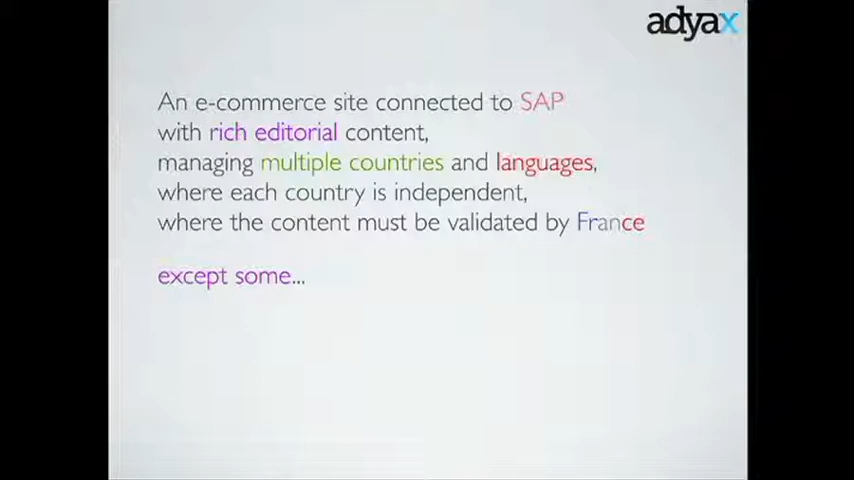 adyax
An e-commerce site connected to SAP
with rich editorial content,
managing multiple countries and languages,
where each country is independent,
where the content must be validated by France
except some...